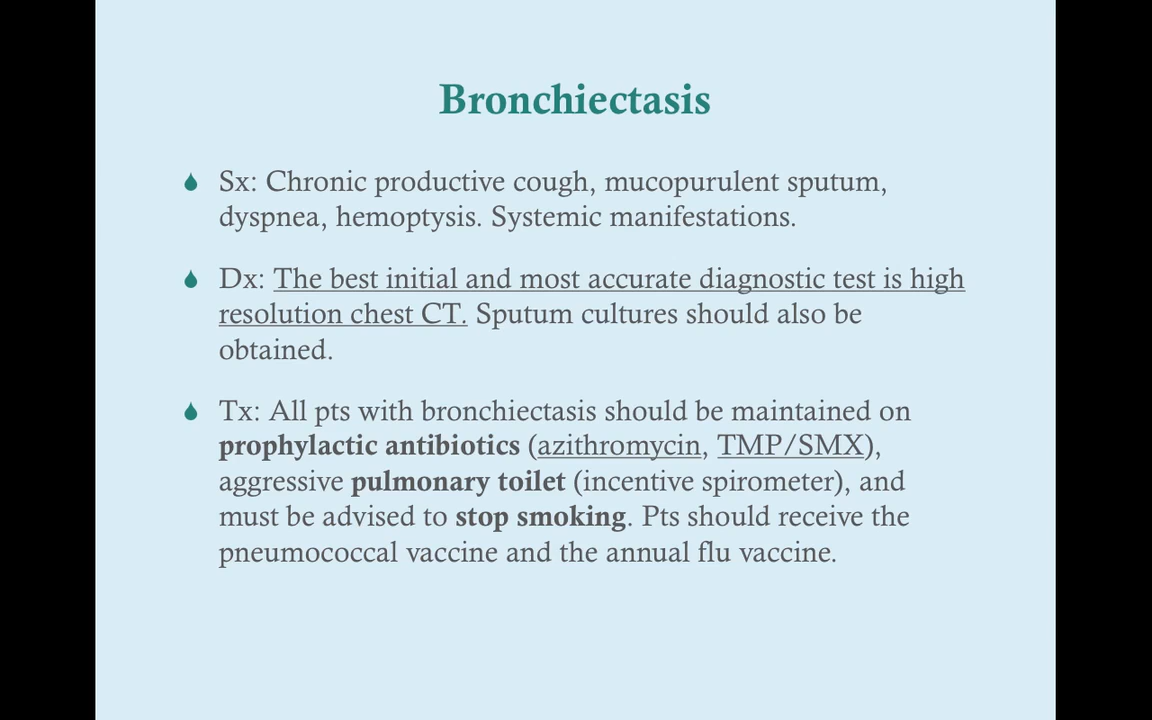 Bronchiectasis
Sx: Chronic productive cough, mucopurulent sputum,
dyspnea, hemoptysis. Systemic manifestations.
Dx: The best initial and most accurate diagnostic test is high
resolution chest CT. Sputum cultures should also be
obtained.
Tx: All pts with bronchiectasis should be maintained on
prophylactic antibiotics (azithromycin, TMP/SMX),
aggressive pulmonary toilet (incentive spirometer), and
must be advised to stop smoking. Pts should receive the
pneumococcal vaccine and the annual flu vaccine.